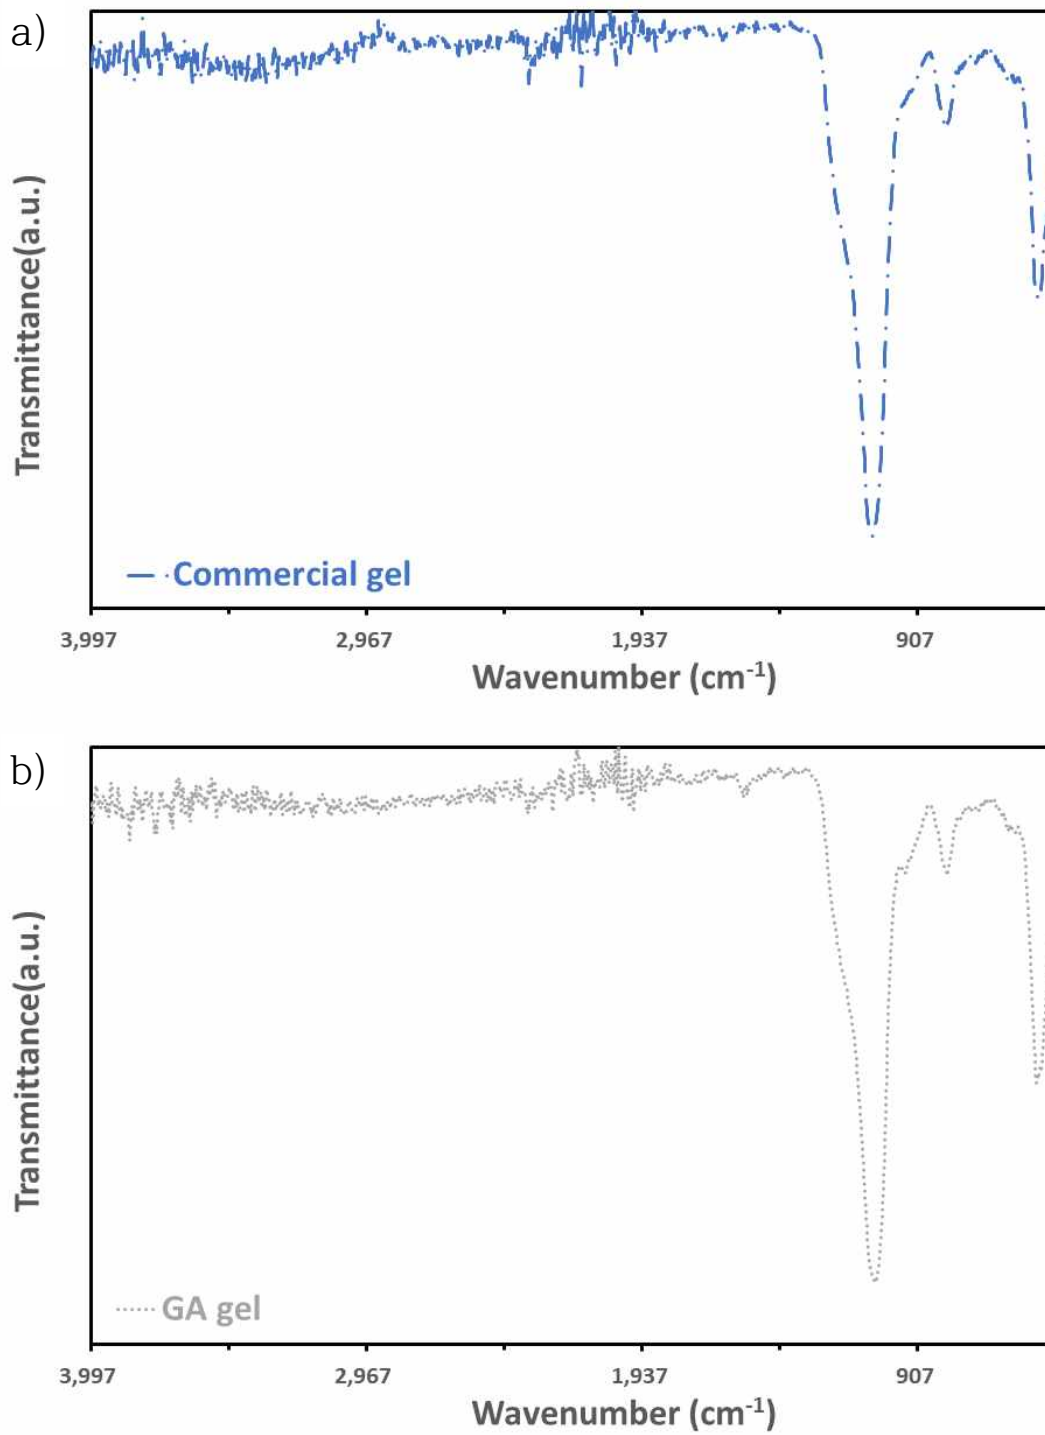 a)
Transmittance(a.u.)
Commercial gel
3,997 2,967 1,937 907
Wavenumber (cm⁻¹)
b)
Transmittance(a.u.)
GA gel
3,997 2,967 1,937 907
Wavenumber (cm⁻¹)